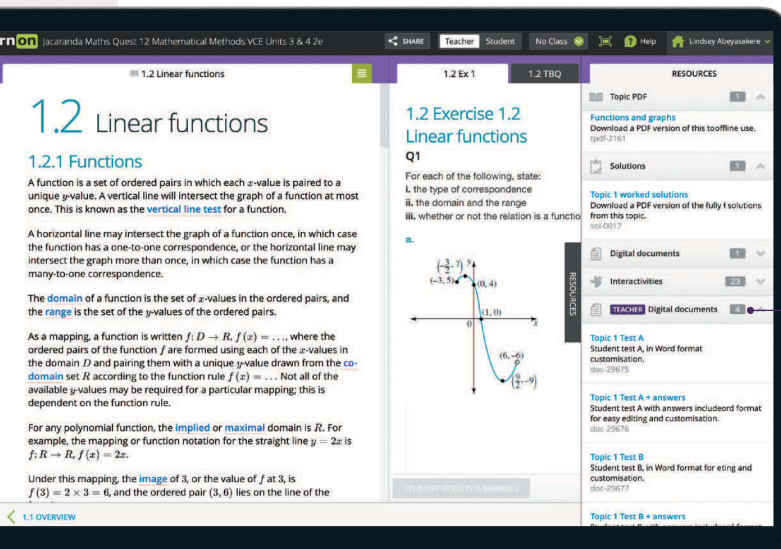 rnon Jacaranda Maths Quest 12 Mathematical Methods VCE Units 3 & 4 2e
SHARE Teacher Student No Class Help Lindsey Abeyasekere
1.2 Linear functions
1.2 Linear functions
1.2.1 Functions
A function is a set of ordered pairs in which each x-value is paired to a
unique y-value. A vertical line will intersect the graph of a function at most
once. This is known as the vertical line test for a function.
A horizontal line may intersect the graph of a function once, in which case
the function has a one-to-one correspondence, or the horizontal line may
intersect the graph more than once, in which case the function has a
many-to-one correspondence.
The domain of a function is the set of x-values in the ordered pairs, and
the range is the set of the y-values of the ordered pairs.
As a mapping, a function is written f: D → R, f(x) = ..., where the
ordered pairs of the function f are formed using each of the x-values in
the domain D and pairing them with a unique y-value drawn from the co-
domain set R according to the function rule f(x) = ... Not all of the
available y-values may be required for a particular mapping; this is
dependent on the function rule.
For any polynomial function, the implied or maximal domain is R. For
example, the mapping or function notation for the straight line y = 2x is
f: R → R, f(x) = 2x.
Under this mapping, the image of 3, or the value of f at 3, is
f(3) = 2 × 3 = 6, and the ordered pair (3, 6) lies on the line of the
1.1 OVERVIEW
1.2 Ex 1 1.2 TBQ
1.2 Exercise 1.2
Linear functions
Q1
For each of the following, state:
i. the type of correspondence
ii. the domain and the range
iii. whether or not the relation is a functio
a.
(-3/2, 7) y
(-3, 5) (0, 4)
(1, 0)
0 x
(6, -6)
(9/2, -9)
STUDENT RESULTS & MARKING
RESOURCES
RESOURCES
Topic PDF 1
Functions and graphs
Download a PDF version of this tooffline use.
tpdf-2161
Solutions 1
Topic 1 worked solutions
Download a PDF version of the fully f solutions
from this topic.
sol-0017
Digital documents 1
Interactivities 23
TEACHER Digital documents 4
Topic 1 Test A
Student test A, in Word format
customisation.
doc-29675
Topic 1 Test A + answers
Student test A with answers includeord format
for easy editing and customisation.
doc-29676
Topic 1 Test B
Student test B, in Word format for eting and
customisation.
doc-29677
Topic 1 Test B + answers